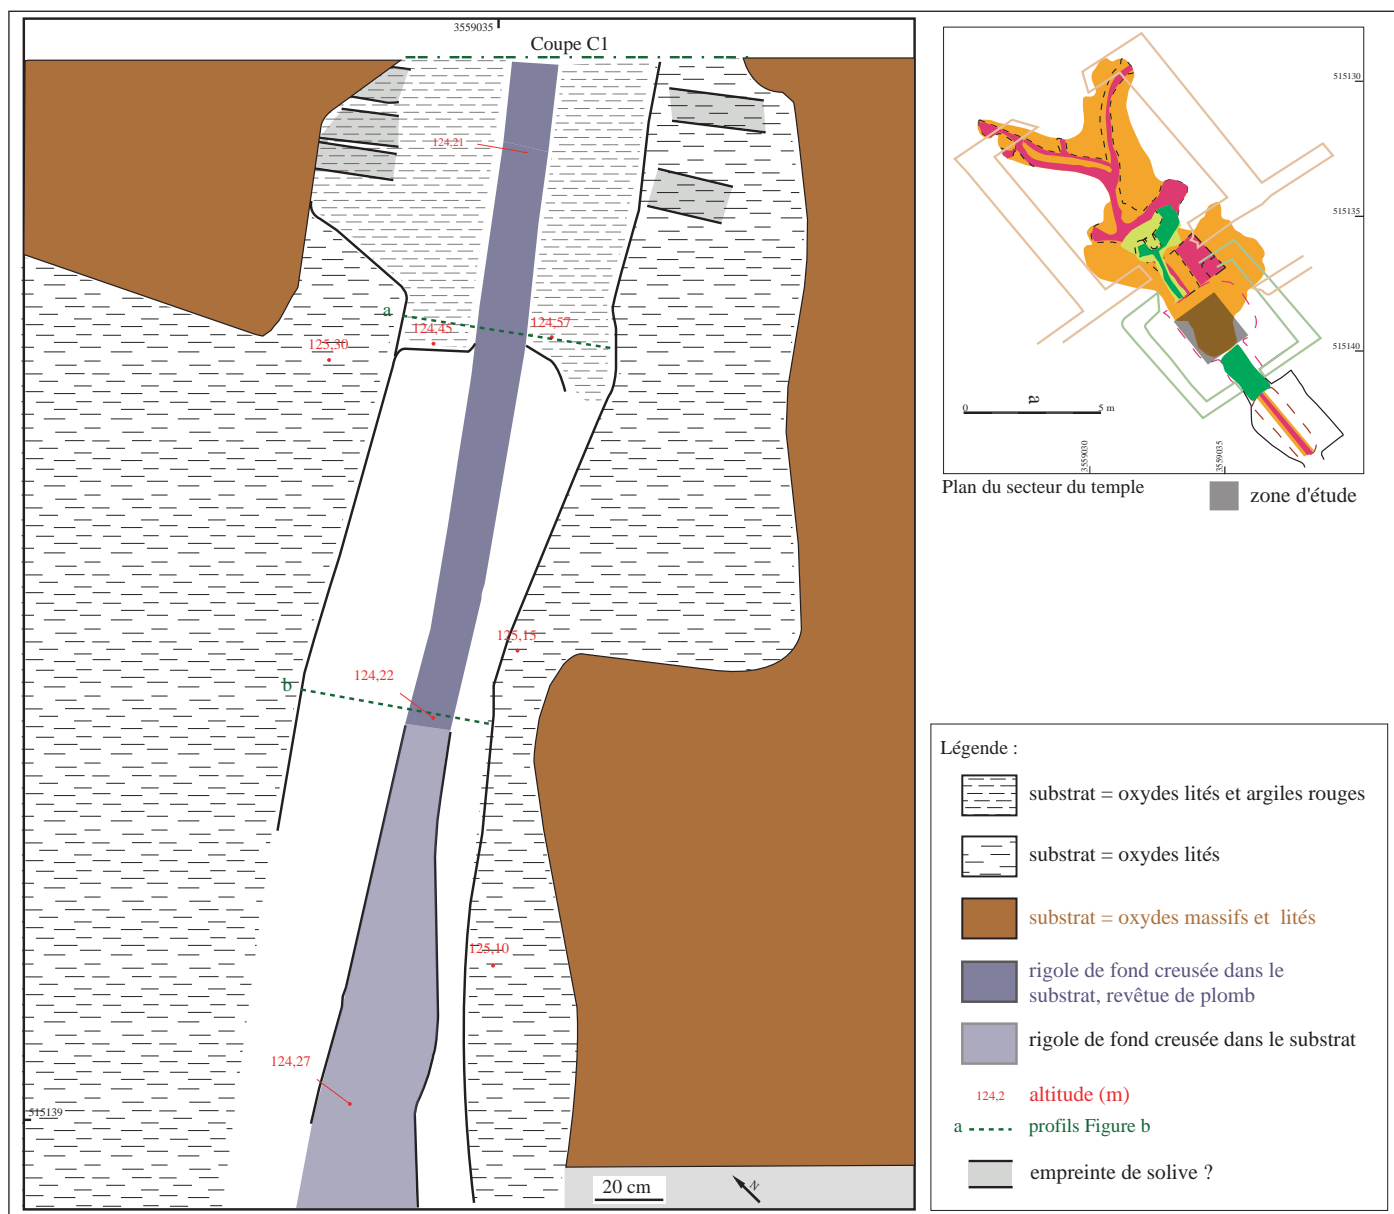 3559035
Coupe C1
124,21
a
124,45
124,57
125,30
125,15
124,22
b
125,10
124,27
515139
20 cm
N
515130
515135
515140
a
0
5 m
3559030
3559035
Plan du secteur du temple
zone d'étude
Légende :
substrat = oxydes lités et argiles rouges
substrat = oxydes lités
substrat = oxydes massifs et lités
rigole de fond creusée dans le
substrat, revêtue de plomb
rigole de fond creusée dans le substrat
124,2 altitude (m)
a profils Figure b
empreinte de solive ?